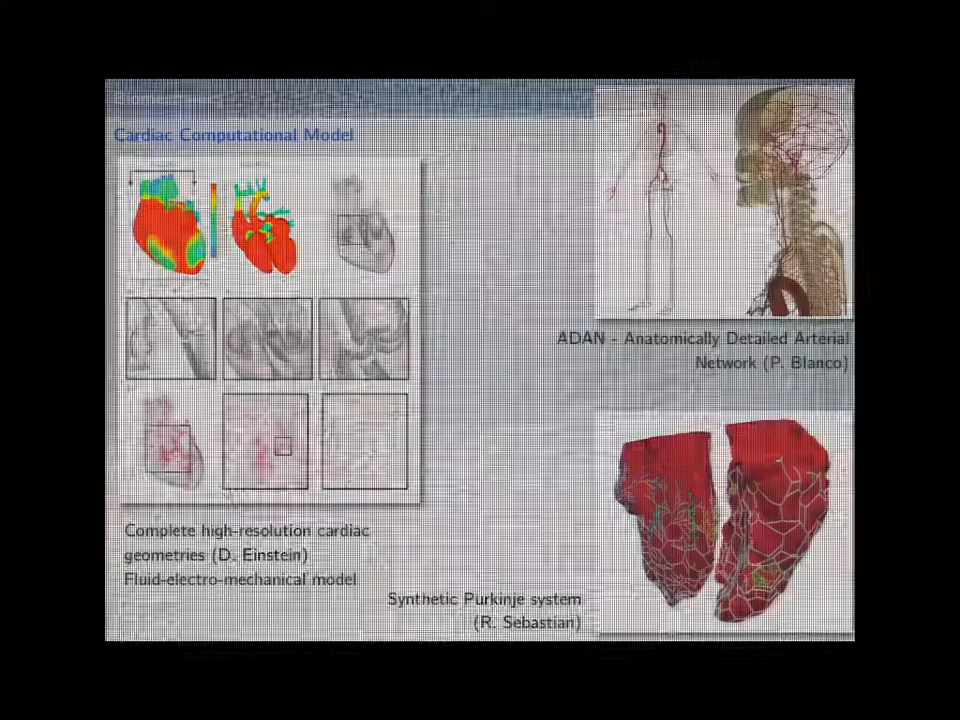 Cardiac Computational Model
ADAN - Anatomically Detailed Arterial
Network (P. Blanco)
Complete high-resolution cardiac
geometries (D. Einstein)
Fluid-electro-mechanical model
Synthetic Purkinje system
(R. Sebastian)